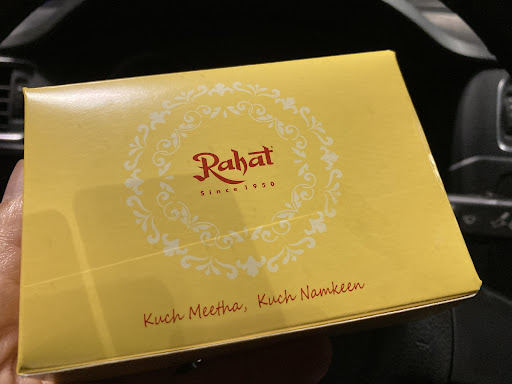 Rahat
Since 1950
Kuch Meetha, Kuch Namkeen